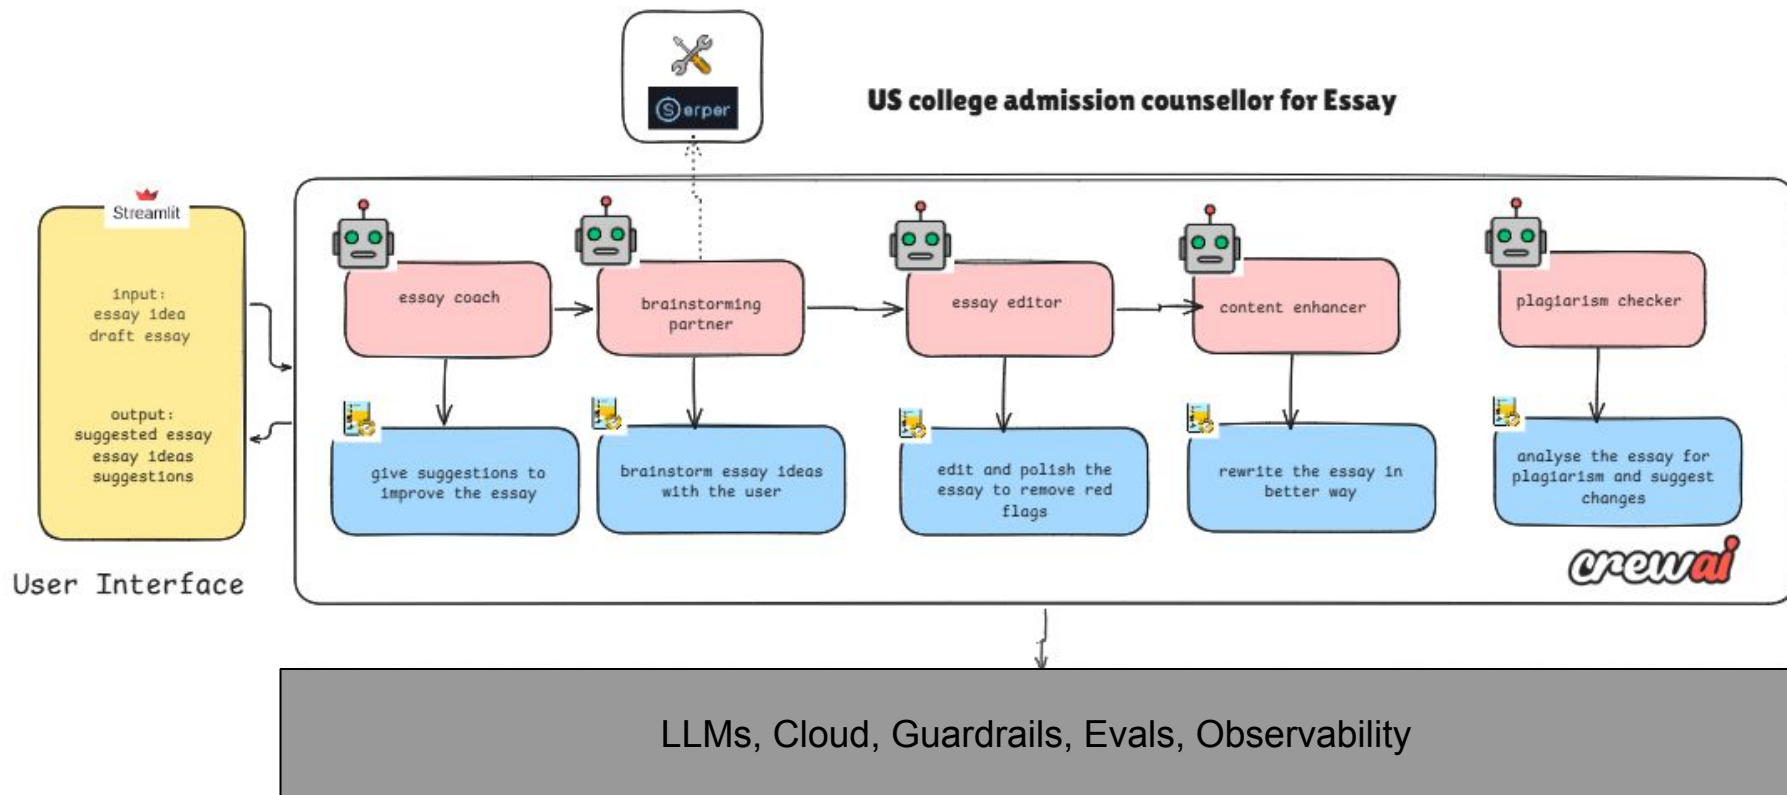 Serper
US college admission counsellor for Essay
Streamlit
input:
essay idea
draft essay
output:
suggested essay
essay ideas
suggestions
User Interface
essay coach
brainstorming
partner
essay editor
content enhancer
plagiarism checker
give suggestions to
improve the essay
brainstorm essay ideas
with the user
edit and polish the
essay to remove red
flags
rewrite the essay in
better way
analyse the essay for
plagiarism and suggest
changes
crewai
LLMs, Cloud, Guardrails, Evals, Observability